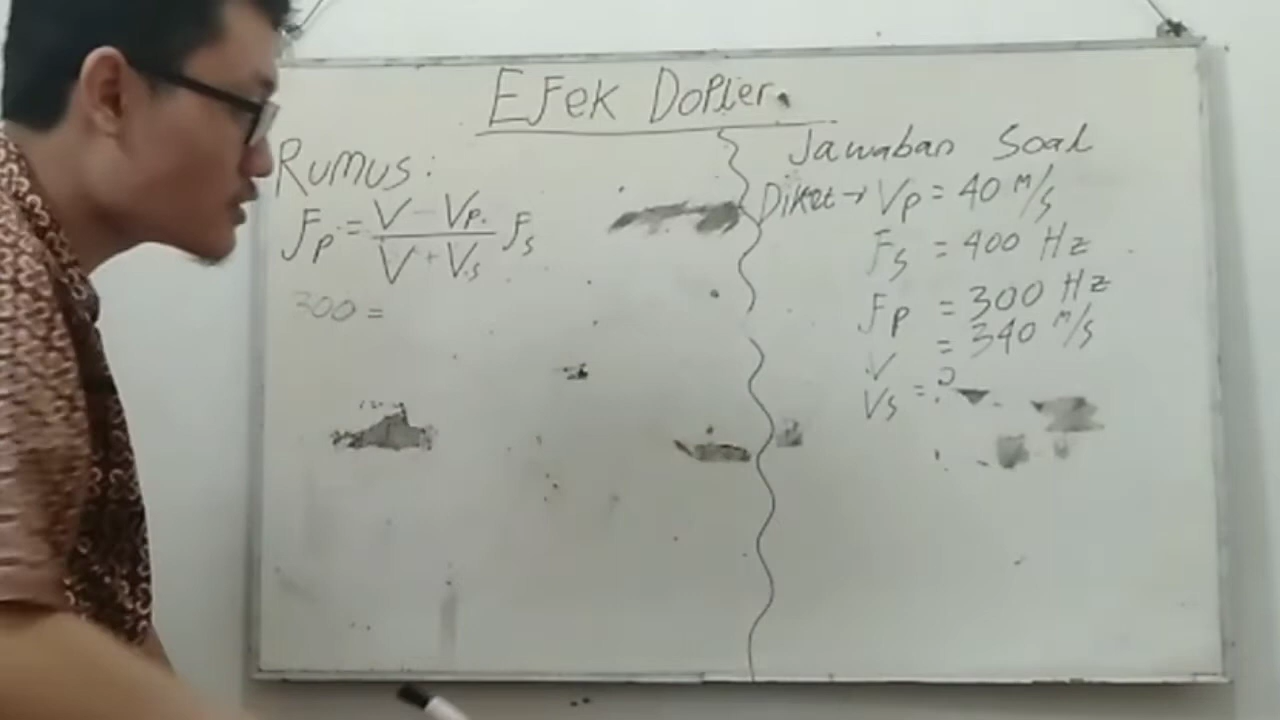 EFek Dopler.
Rumus:
Fp = V - Vp. / V + Vs Fs
300 =
Jawaban Soal
Diket → Vp = 40 m/s
Fs = 400 Hz
Fp = 300 Hz
V = 340 m/s
Vs = ?